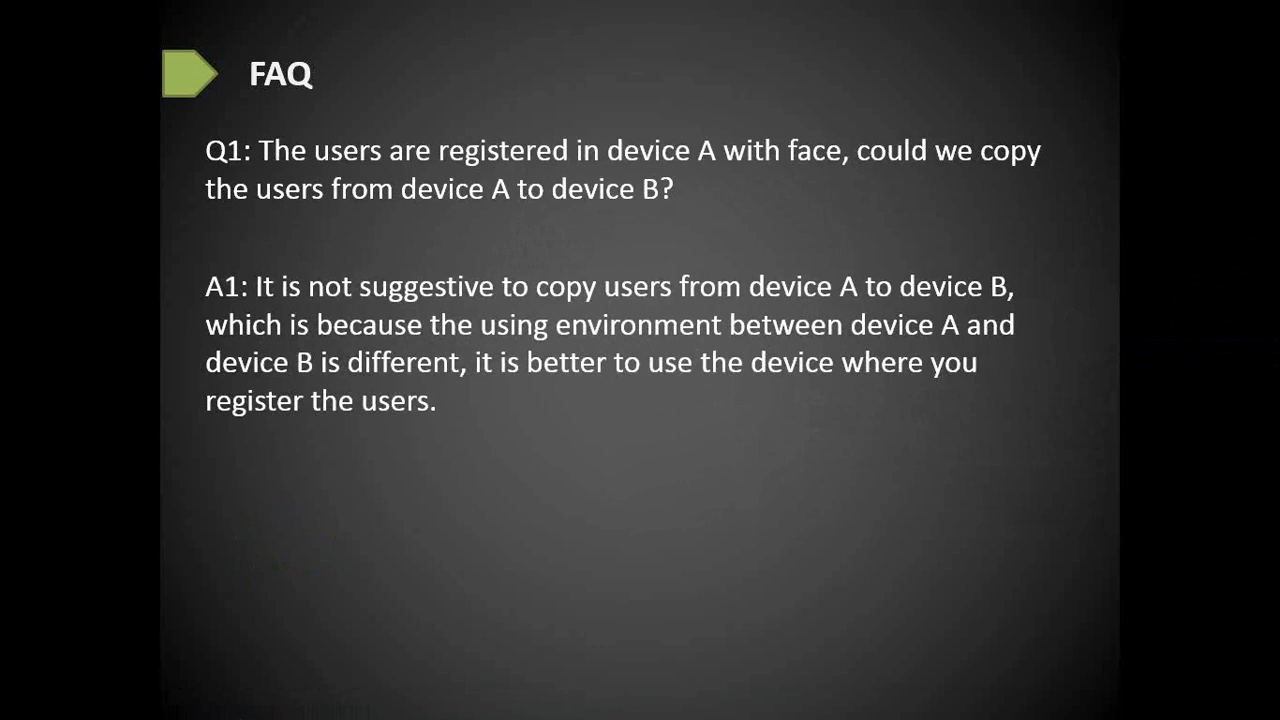 FAQ
Q1: The users are registered in device A with face, could we copy
the users from device A to device B?
A1: It is not suggestive to copy users from device A to device B,
which is because the using environment between device A and
device B is different, it is better to use the device where you
register the users.